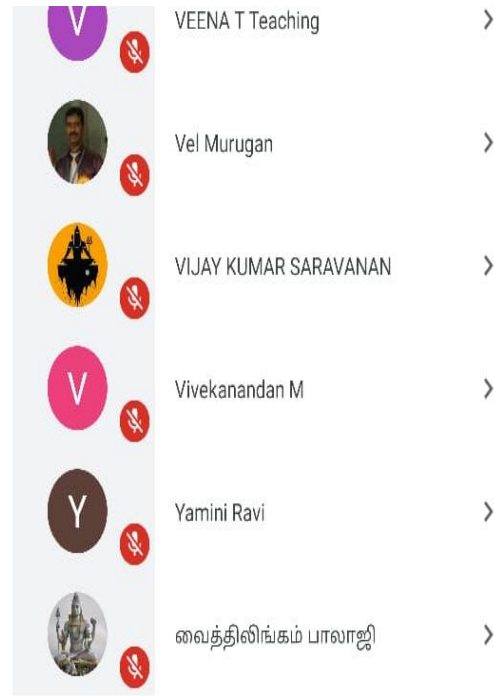 V
VEENA T Teaching
Vel Murugan
VIJAY KUMAR SARAVANAN
V
Vivekanandan M
Y
Yamini Ravi
வைத்திலிங்கம் பாலாஜி